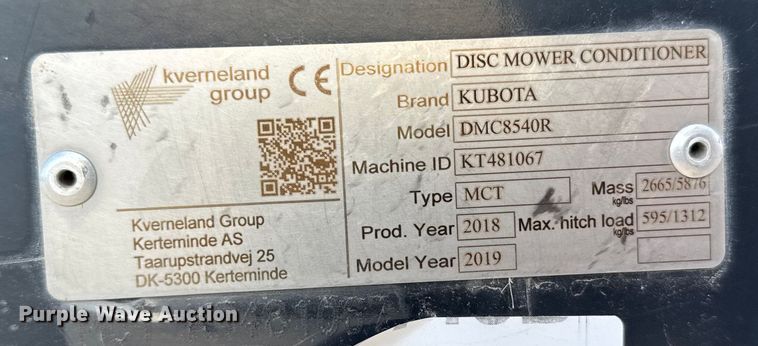 kverneland
group
CE
Designation DISC MOWER CONDITIONER
Brand KUBOTA
Model DMC8540R
Machine ID KT481067
Type MCT Mass kg/lbs 2665/5876
Prod. Year 2018 Max. hitch load kg/lbs 595/1312
Model Year 2019
Kverneland Group
Kerteminde AS
Taarupstrandvej 25
DK-5300 Kerteminde
Purple Wave Auction